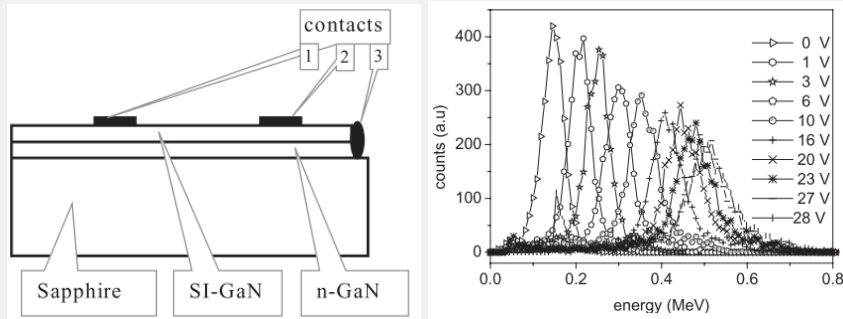 contacts
1 2 3
Sapphire
SI-GaN
n-GaN
counts (a.u)
400
300
200
100
0
0 V
1 V
3 V
6 V
10 V
16 V
20 V
23 V
27 V
28 V
0.0 0.2 0.4 0.6 0.8
energy (MeV)